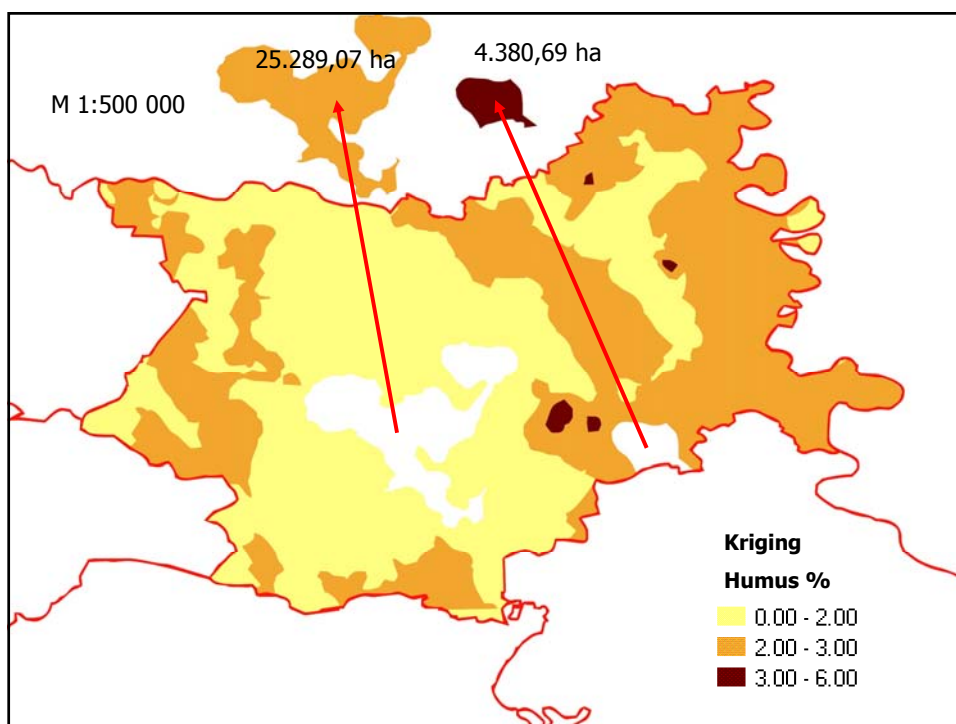 25.289,07 ha
4.380,69 ha
M 1:500 000
Kriging
Humus %
0.00 - 2.00
2.00 - 3.00
3.00 - 6.00